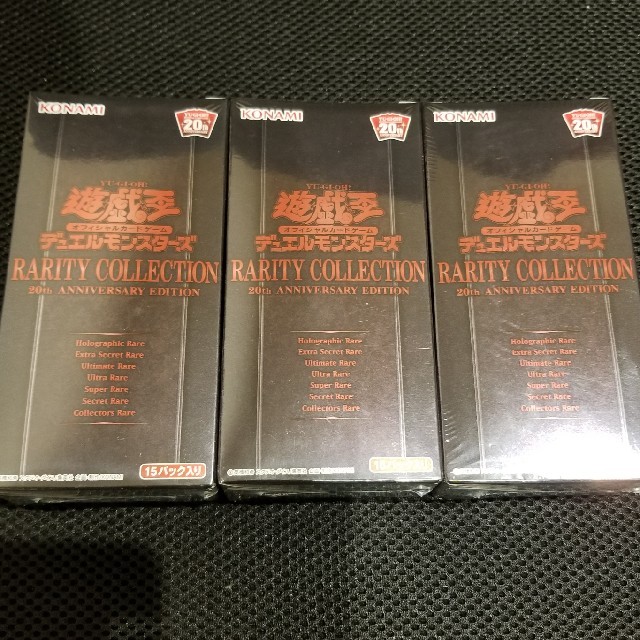 KONAMI
20th
YU-GI-OH!
遊戯王
オフィシャルカードゲーム
デュエルモンスターズ
RARITY COLLECTION
20th ANNIVERSARY EDITION
Holographic Rare
Extra Secret Rare
Ultimate Rare
Ultra Rare
Super Rare
Secret Rare
Collectors Rare
15パック入り
KONAMI
20th
YU-GI-OH!
遊戯王
オフィシャルカードゲーム
デュエルモンスターズ
RARITY COLLECTION
20th ANNIVERSARY EDITION
Holographic Rare
Extra Secret Rare
Ultimate Rare
Ultra Rare
Super Rare
Secret Rare
Collectors Rare
KONAMI
20th
YU-GI-OH!
遊戯王
オフィシャルカードゲーム
デュエルモンスターズ
RARITY COLLECTION
20th ANNIVERSARY EDITION
Holographic Rare
Extra Secret Rare
Ultimate Rare
Ultra Rare
Super Rare
Secret Rare
Collectors Rare